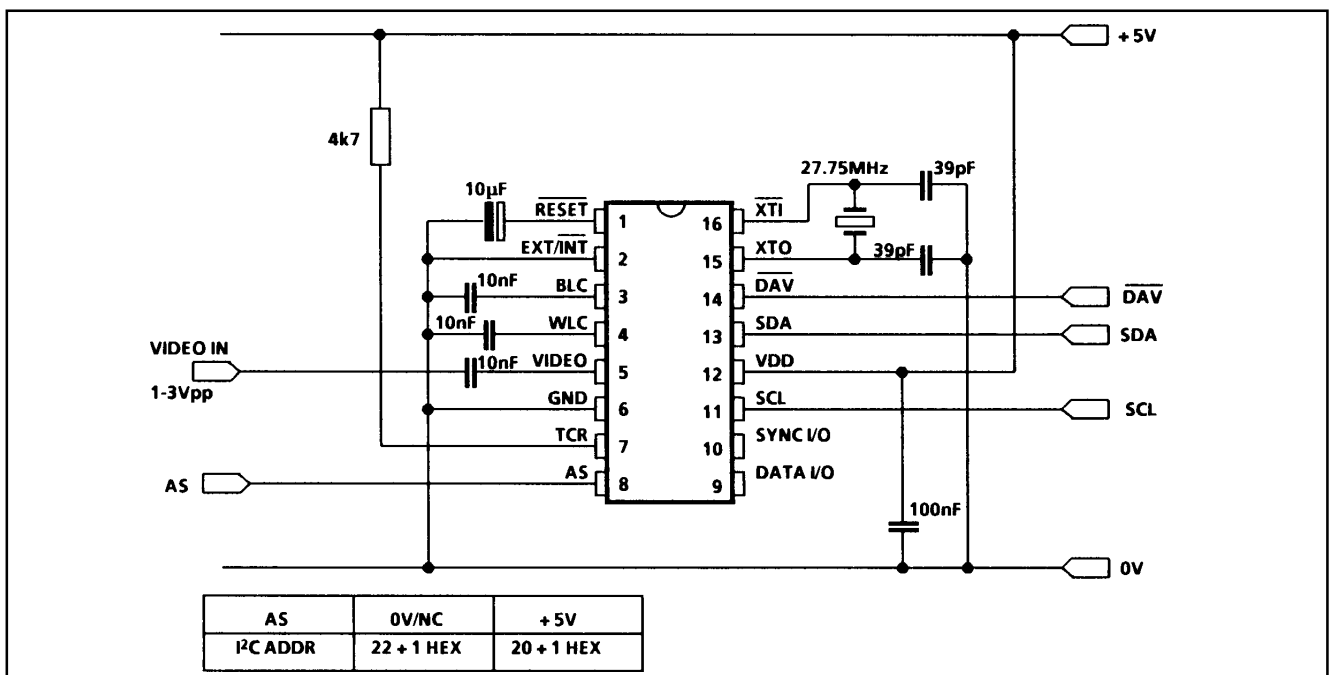 +5V
4k7
27.75MHz
39pF
10µF
RESET
1
16
XTI
EXT/INT
2
15
XTO
39pF
10nF
BLC
3
14
DAV
DAV
10nF
WLC
4
13
SDA
SDA
VIDEO IN
1-3Vpp
10nF
VIDEO
5
12
VDD
GND
6
11
SCL
SCL
TCR
7
10
SYNC I/O
AS
AS
8
9
DATA I/O
100nF
0V
AS 0V/NC +5V
I²C ADDR 22 + 1 HEX 20 + 1 HEX